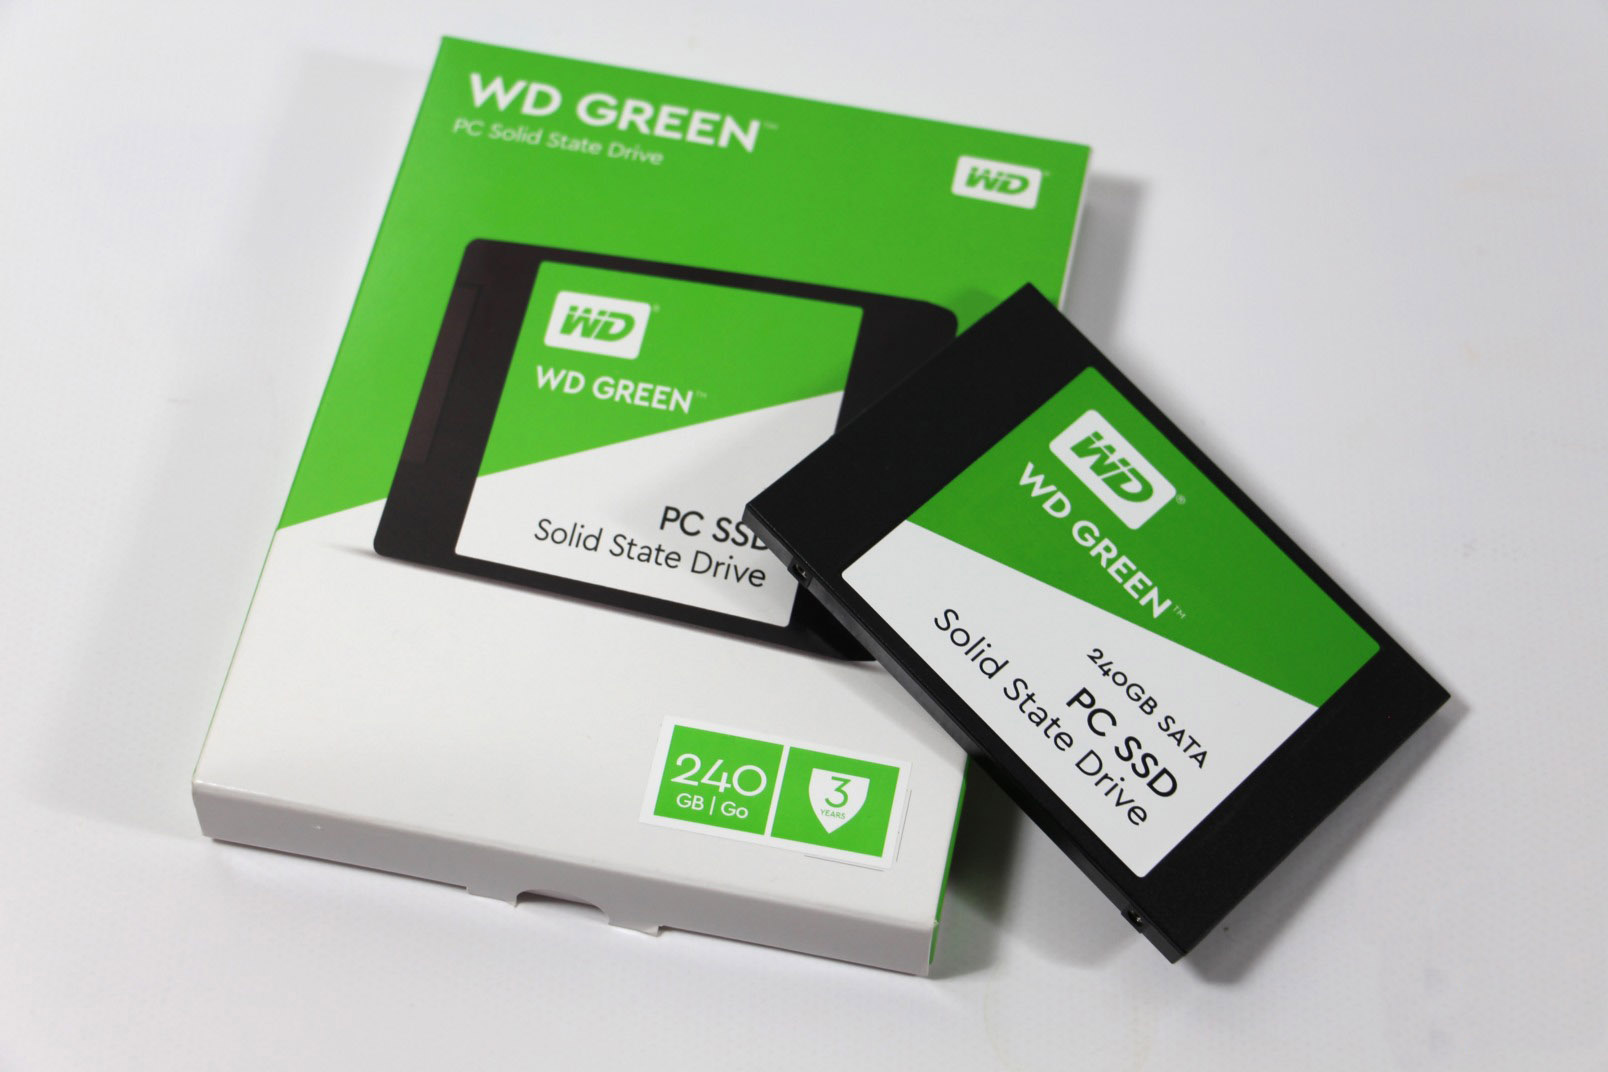 WD GREEN™
PC Solid State Drive
WD™
WD®
WD GREEN™
PC SSD
Solid State Drive
240
GB | Go
3
YEARS
WD®
WD GREEN™
240GB SATA
PC SSD
Solid State Drive